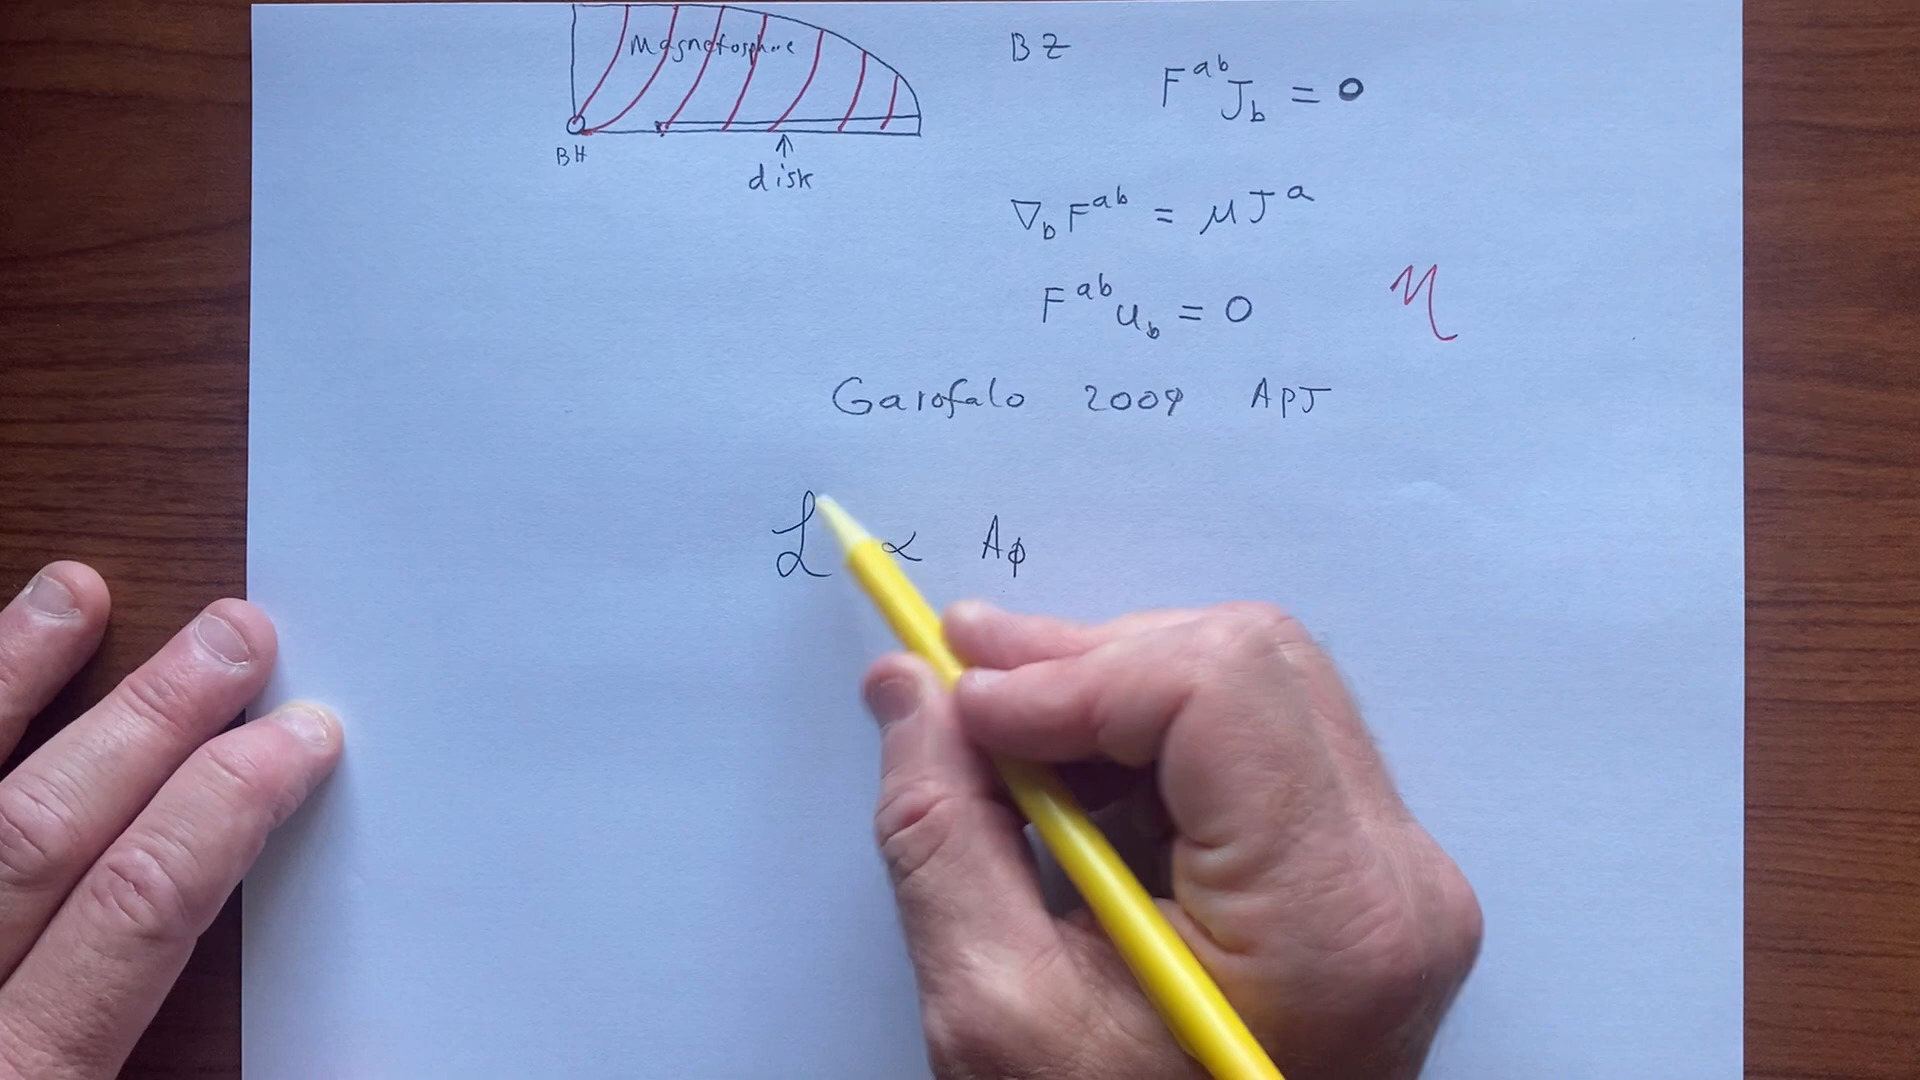 Magnetosphere
BH
disk
BZ
F^{ab} J_b = 0
∇_b F^{ab} = μ J^a
F^{ab} u_b = 0
η
Garofalo 2009 ApJ
ℒ ∝ A_ϕ